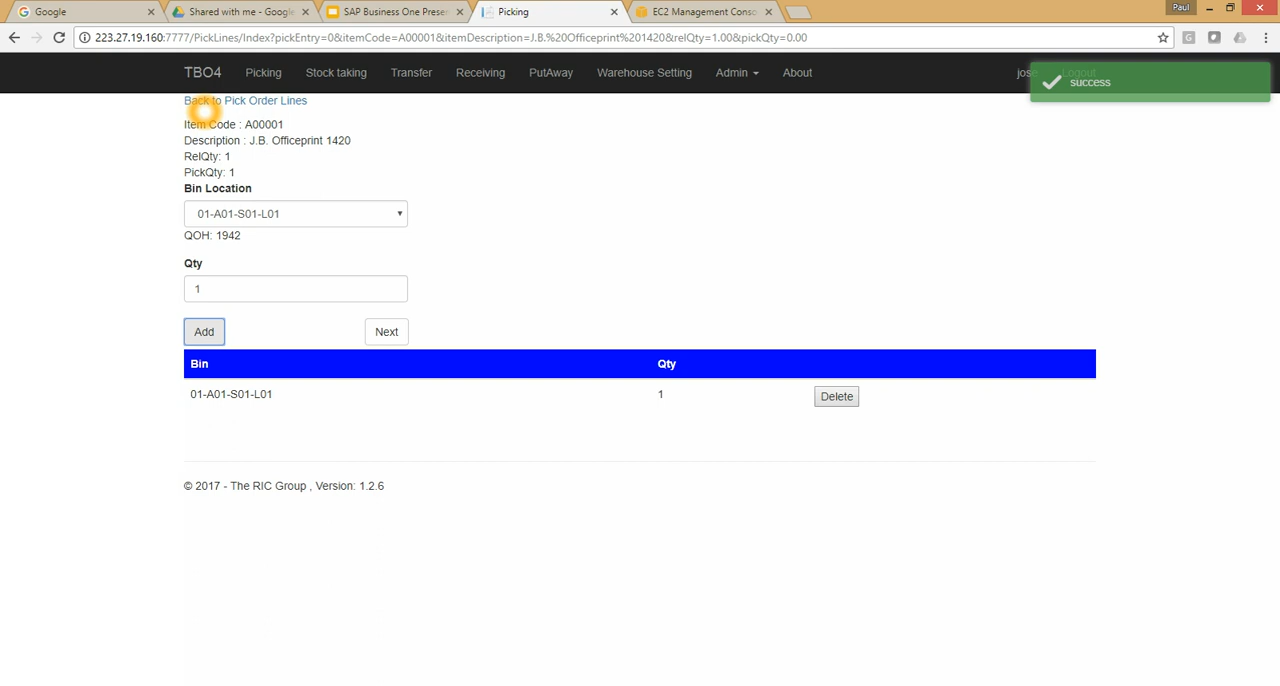 Google
Shared with me - Google
SAP Business One Presen
Picking
EC2 Management Conso
Paul
223.27.19.160:7777/PickLines/Index?pickEntry=0&itemCode=A00001&itemDescription=J.B.%20Officeprint%201420&relQty=1.00&pickQty=0.00
TBO4 Picking Stock taking Transfer Receiving PutAway Warehouse Setting Admin About jose Logout
success
Back to Pick Order Lines
Item Code : A00001
Description : J.B. Officeprint 1420
RelQty: 1
PickQty: 1
Bin Location
01-A01-S01-L01
QOH: 1942
Qty
1
Add Next
Bin Qty
01-A01-S01-L01 1 Delete
© 2017 - The RIC Group , Version: 1.2.6